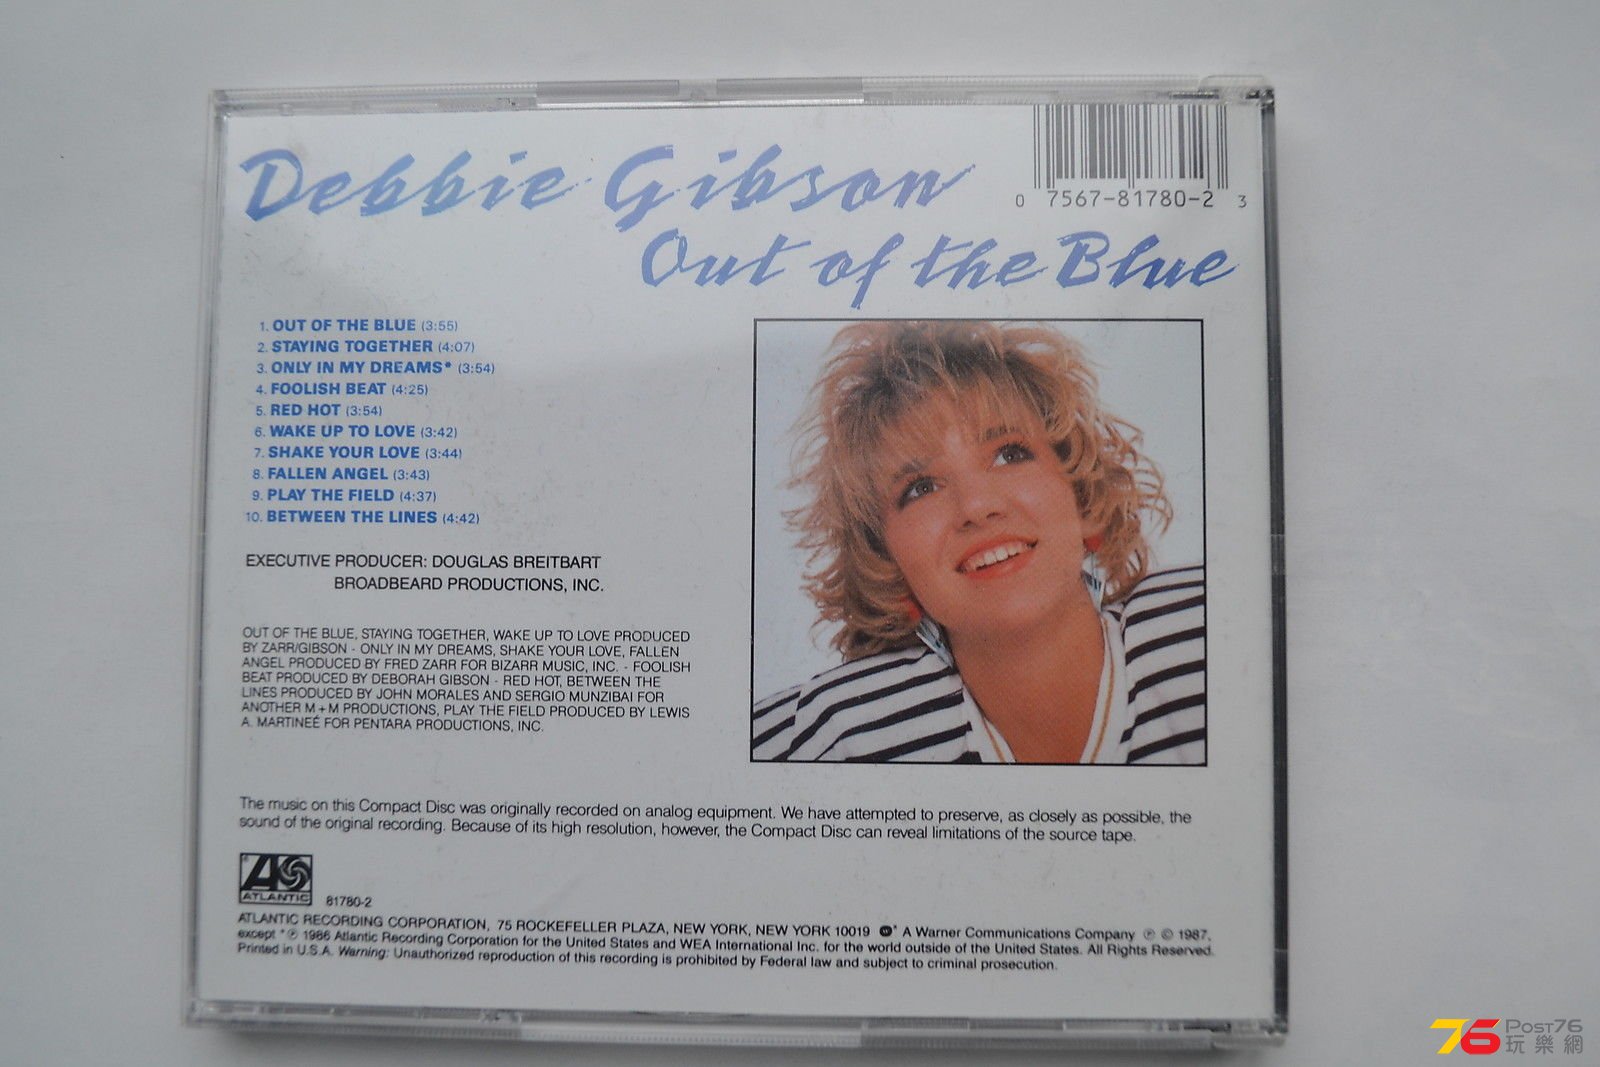 Debbie Gibson
0 7567-81780-2 3
Out of the Blue
1. OUT OF THE BLUE (3:55)
2. STAYING TOGETHER (4:07)
3. ONLY IN MY DREAMS* (3:54)
4. FOOLISH BEAT (4:25)
5. RED HOT (3:54)
6. WAKE UP TO LOVE (3:42)
7. SHAKE YOUR LOVE (3:44)
8. FALLEN ANGEL (3:43)
9. PLAY THE FIELD (4:37)
10. BETWEEN THE LINES (4:42)
EXECUTIVE PRODUCER: DOUGLAS BREITBART
BROADBEARD PRODUCTIONS, INC.
OUT OF THE BLUE, STAYING TOGETHER, WAKE UP TO LOVE PRODUCED
BY ZARR/GIBSON - ONLY IN MY DREAMS, SHAKE YOUR LOVE, FALLEN
ANGEL PRODUCED BY FRED ZARR FOR BIZARR MUSIC, INC. - FOOLISH
BEAT PRODUCED BY DEBORAH GIBSON - RED HOT, BETWEEN THE
LINES PRODUCED BY JOHN MORALES AND SERGIO MUNZIBAI FOR
ANOTHER M+M PRODUCTIONS, PLAY THE FIELD PRODUCED BY LEWIS
A. MARTINEÉ FOR PENTARA PRODUCTIONS, INC.
The music on this Compact Disc was originally recorded on analog equipment. We have attempted to preserve, as closely as possible, the
sound of the original recording. Because of its high resolution, however, the Compact Disc can reveal limitations of the source tape.
ATLANTIC
81780-2
ATLANTIC RECORDING CORPORATION, 75 ROCKEFELLER PLAZA, NEW YORK, NEW YORK 10019 * A Warner Communications Company ℗ © 1987,
except *℗ 1986 Atlantic Recording Corporation for the United States and WEA International Inc. for the world outside of the United States. All Rights Reserved.
Printed in U.S.A. Warning: Unauthorized reproduction of this recording is prohibited by Federal law and subject to criminal prosecution.
76 Post76
玩樂網